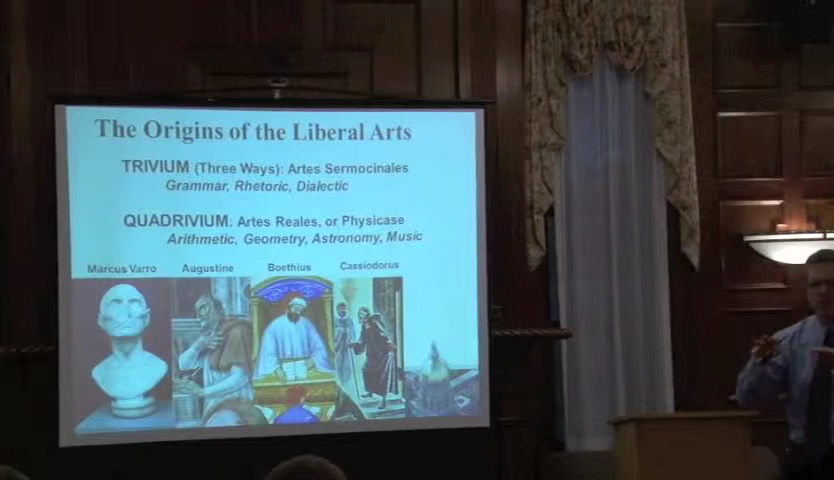 The Origins of the Liberal Arts
TRIVIUM (Three Ways): Artes Sermocinales
Grammar, Rhetoric, Dialectic
QUADRIVIUM: Artes Reales, or Physicase
Arithmetic, Geometry, Astronomy, Music
Marcus Varro Augustine Boethius Cassiodorus